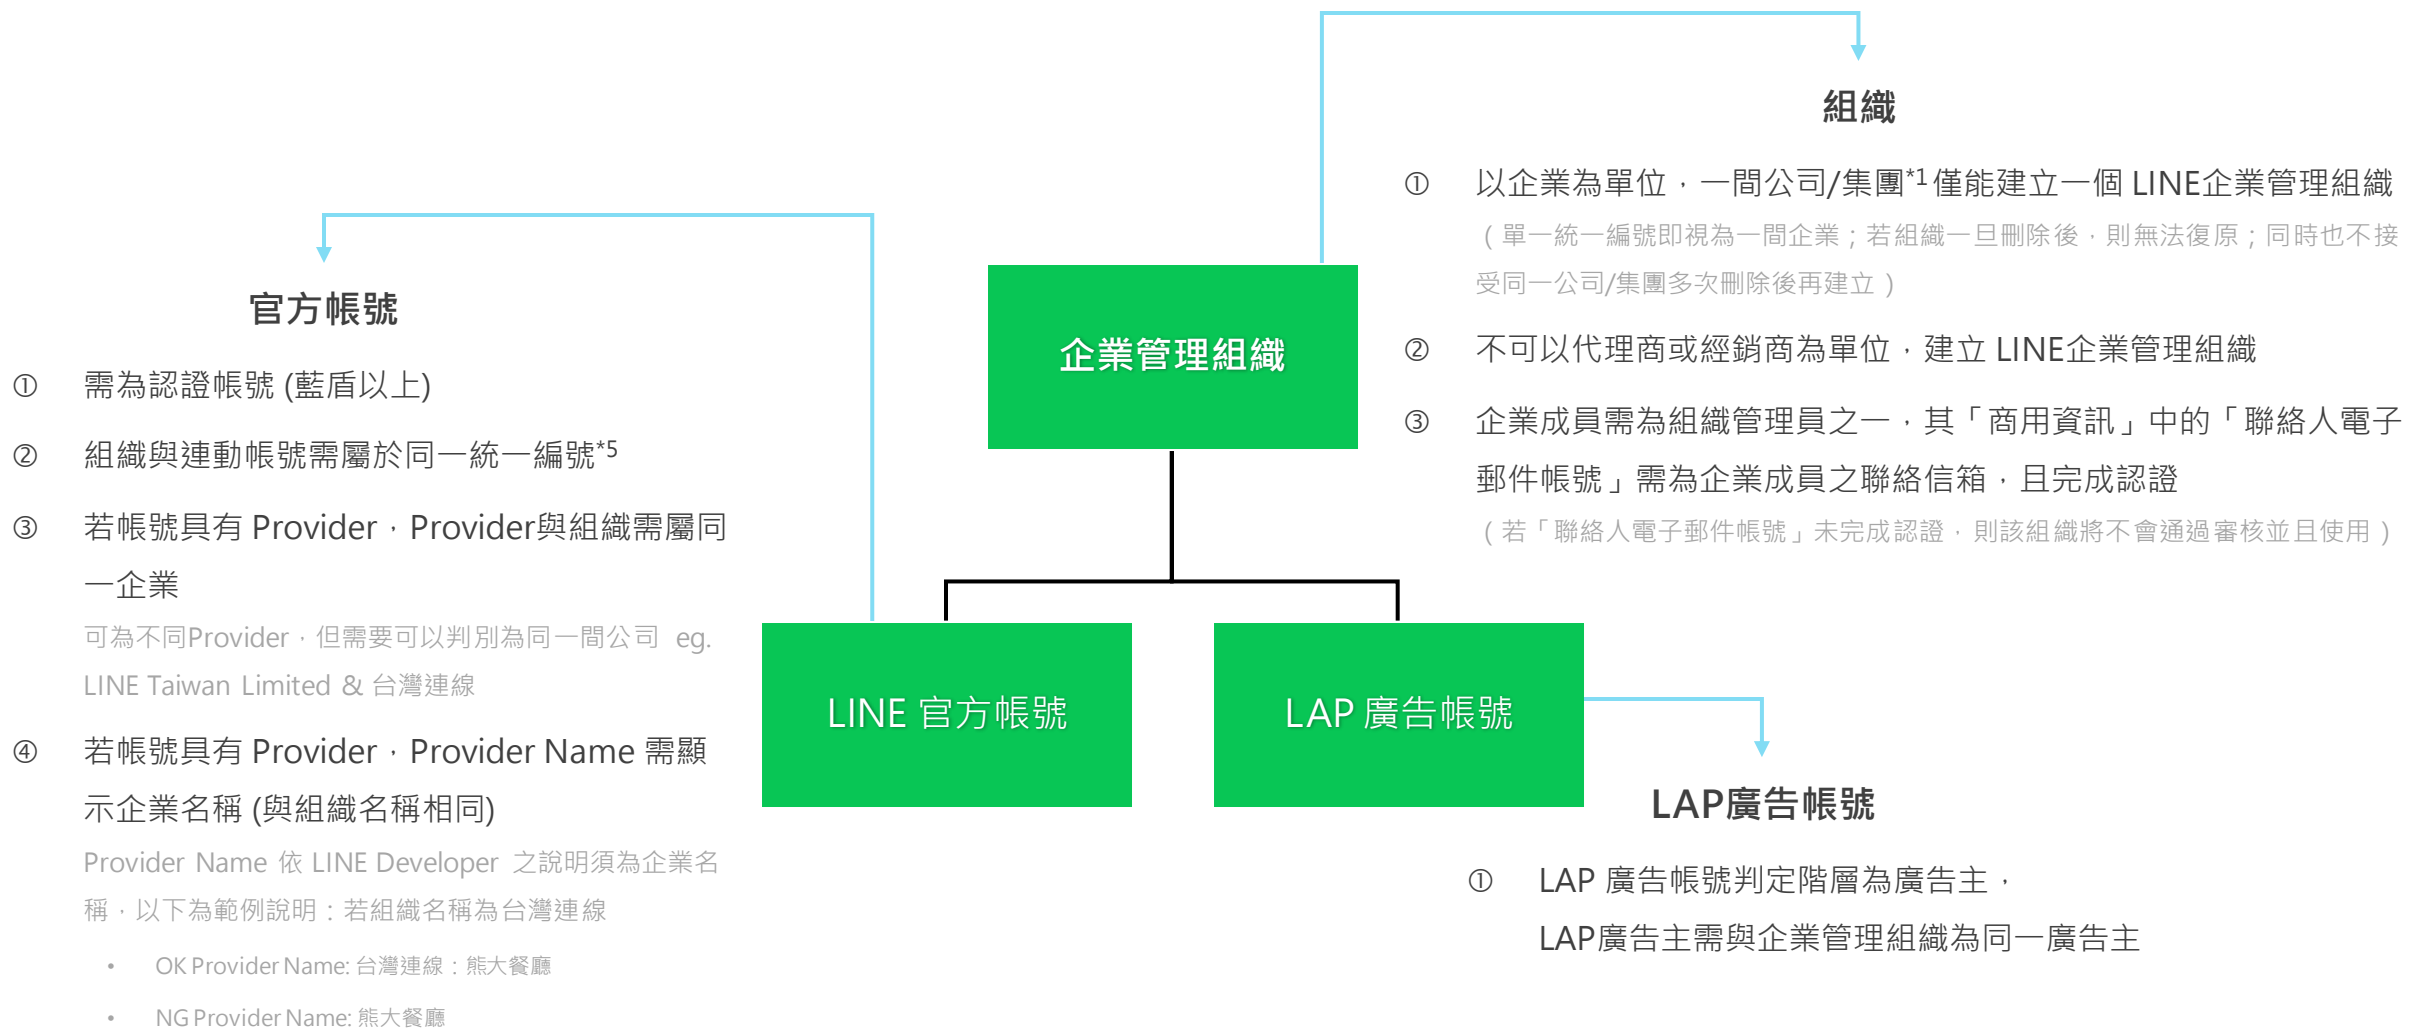 組織
① 以企業為單位，一間公司/集團*1僅能建立一個 LINE企業管理組織
（單一統一編號即視為一間企業；若組織一旦刪除後，則無法復原；同時也不接
受同一公司/集團多次刪除後再建立）
② 不可以代理商或經銷商為單位，建立 LINE企業管理組織
③ 企業成員需為組織管理員之一，其「商用資訊」中的「聯絡人電子
郵件帳號」需為企業成員之聯絡信箱，且完成認證
（若「聯絡人電子郵件帳號」未完成認證，則該組織將不會通過審核並且使用）
官方帳號
① 需為認證帳號 (藍盾以上)
② 組織與連動帳號需屬於同一統一編號*5
③ 若帳號具有 Provider，Provider與組織需屬同
一企業
可為不同Provider，但需要可以判別為同一間公司 eg.
LINE Taiwan Limited & 台灣連線
④ 若帳號具有 Provider，Provider Name 需顯
示企業名稱 (與組織名稱相同)
Provider Name 依 LINE Developer 之說明須為企業名
稱，以下為範例說明：若組織名稱為台灣連線
• OK Provider Name: 台灣連線：熊大餐廳
• NG Provider Name: 熊大餐廳
企業管理組織
LINE 官方帳號
LAP 廣告帳號
LAP廣告帳號
① LAP 廣告帳號判定階層為廣告主，
LAP廣告主需與企業管理組織為同一廣告主